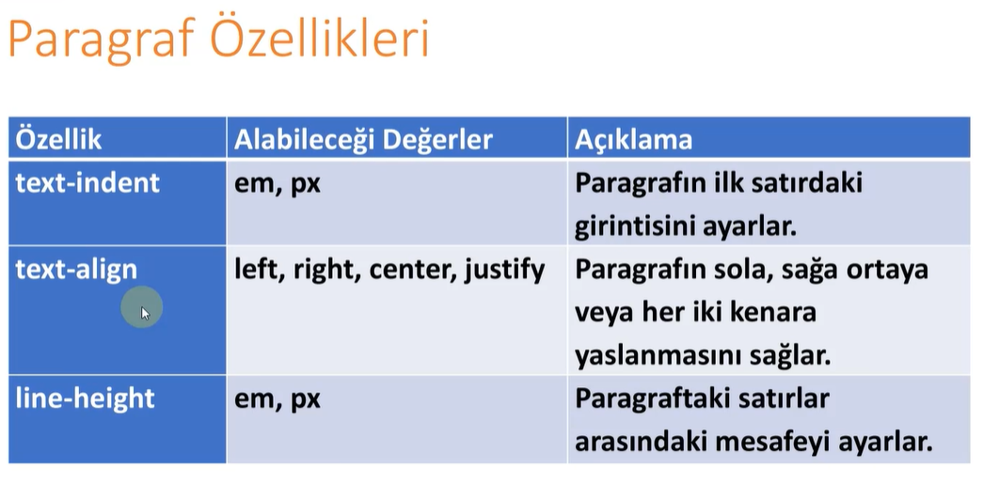 Paragraf Özellikleri
Özellik Alabileceği Değerler Açıklama
text-indent em, px Paragrafın ilk satırdaki
girintisini ayarlar.
text-align left, right, center, justify Paragrafın sola, sağa ortaya
veya her iki kenara
yaslanmasını sağlar.
line-height em, px Paragraftaki satırlar
arasındaki mesafeyi ayarlar.